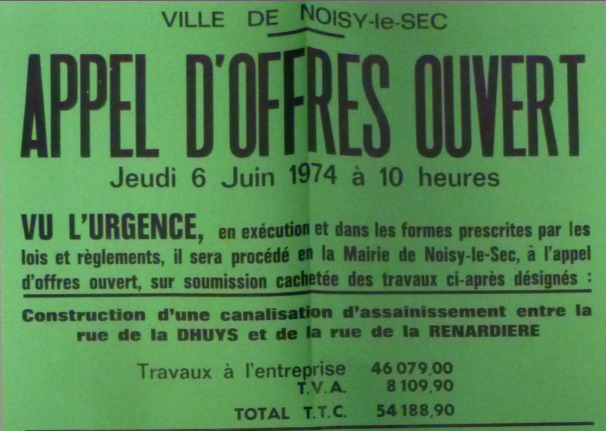 VILLE DE NOISY-le-SEC
APPEL D'OFFRES OUVERT
Jeudi 6 Juin 1974 à 10 heures
VU L'URGENCE, en exécution et dans les formes prescrites par les
lois et règlements, il sera procédé en la Mairie de Noisy-le-Sec, à l'appel
d'offres ouvert, sur soumission cachetée des travaux ci-après désignés :
Construction d'une canalisation d'assainissement entre la
rue de la DHUYS et de la rue de la RENARDIERE
Travaux à l'entreprise 46 079,00
T.V.A. 8 109,90
TOTAL T.T.C. 54 188,90